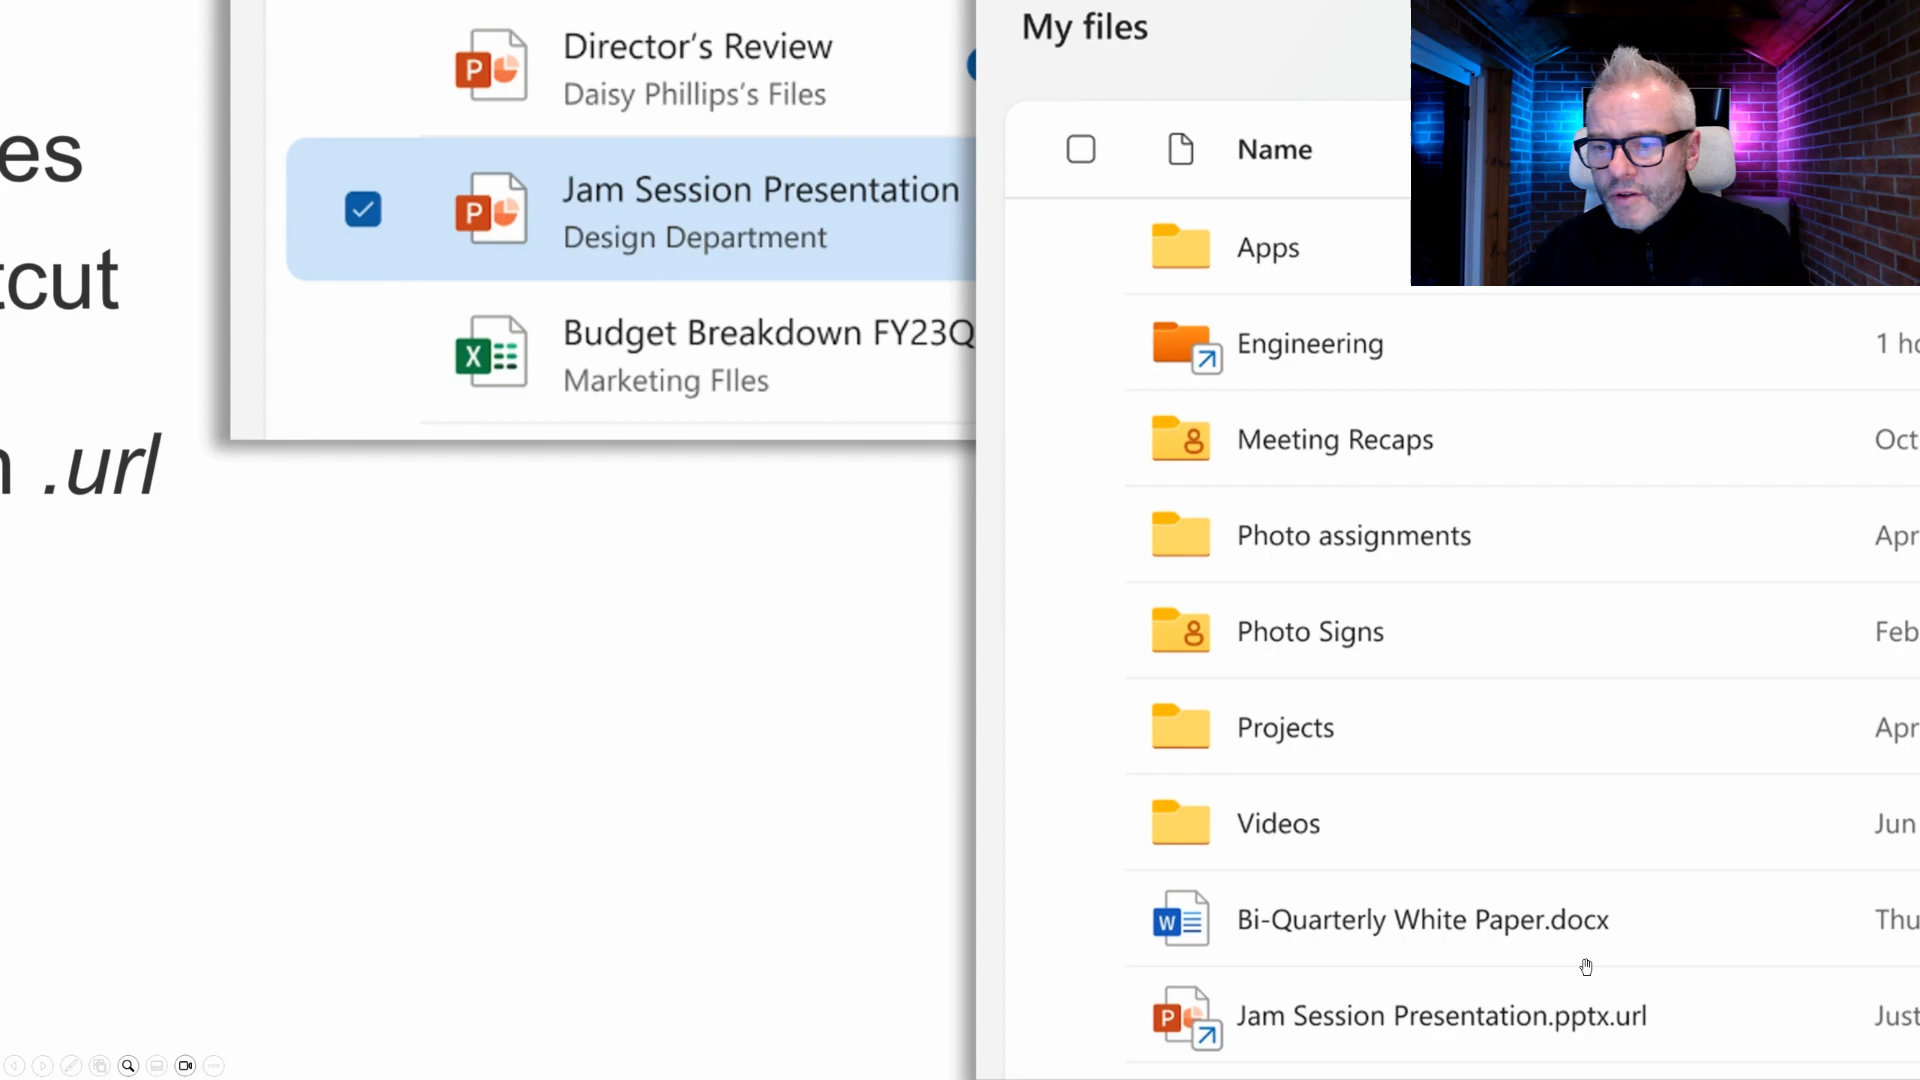 es
tcut
n .url
Director's Review
Daisy Phillips's Files
Jam Session Presentation
Design Department
Budget Breakdown FY23Q
Marketing FIles
My files
Name
Apps
Engineering 1 ho
Meeting Recaps Oct
Photo assignments Apr
Photo Signs Feb
Projects Apr
Videos Jun
Bi-Quarterly White Paper.docx Thu
Jam Session Presentation.pptx.url Just